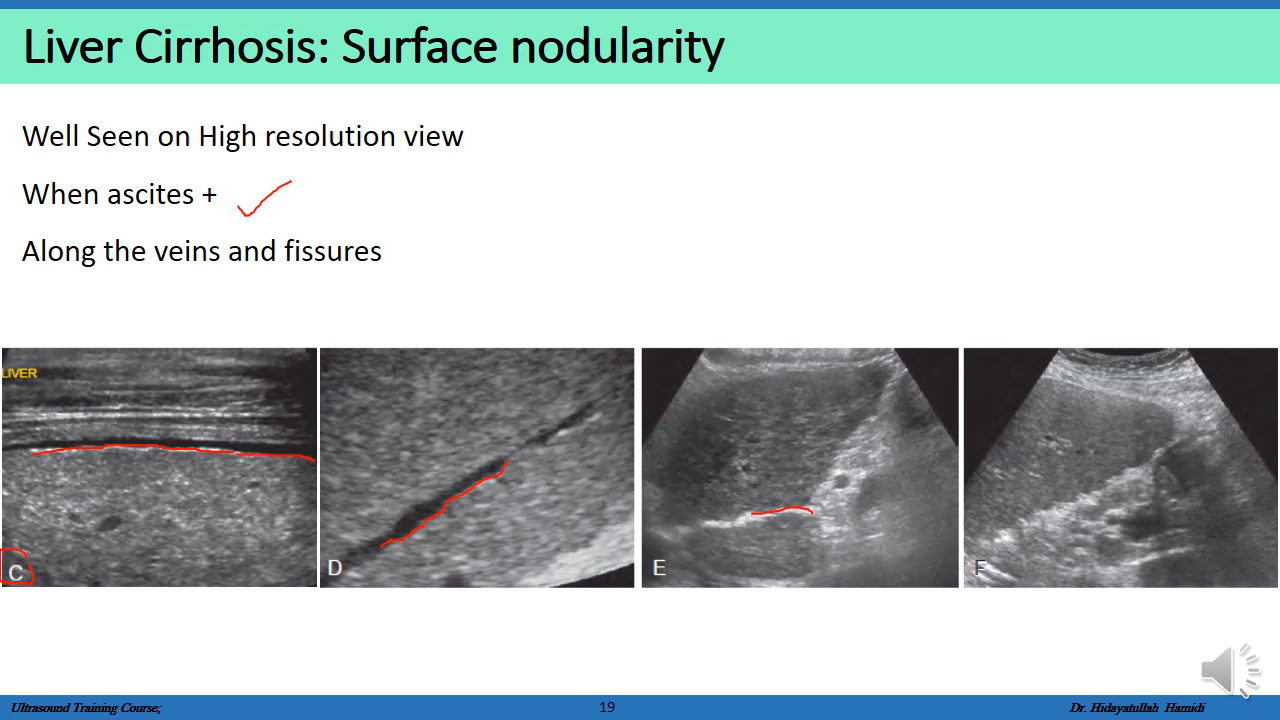 Liver Cirrhosis: Surface nodularity
Well Seen on High resolution view
When ascites +
Along the veins and fissures
LIVER
C
D
E
F
Ultrasound Training Course;
19
Dr. Hidayatullah Hamidi